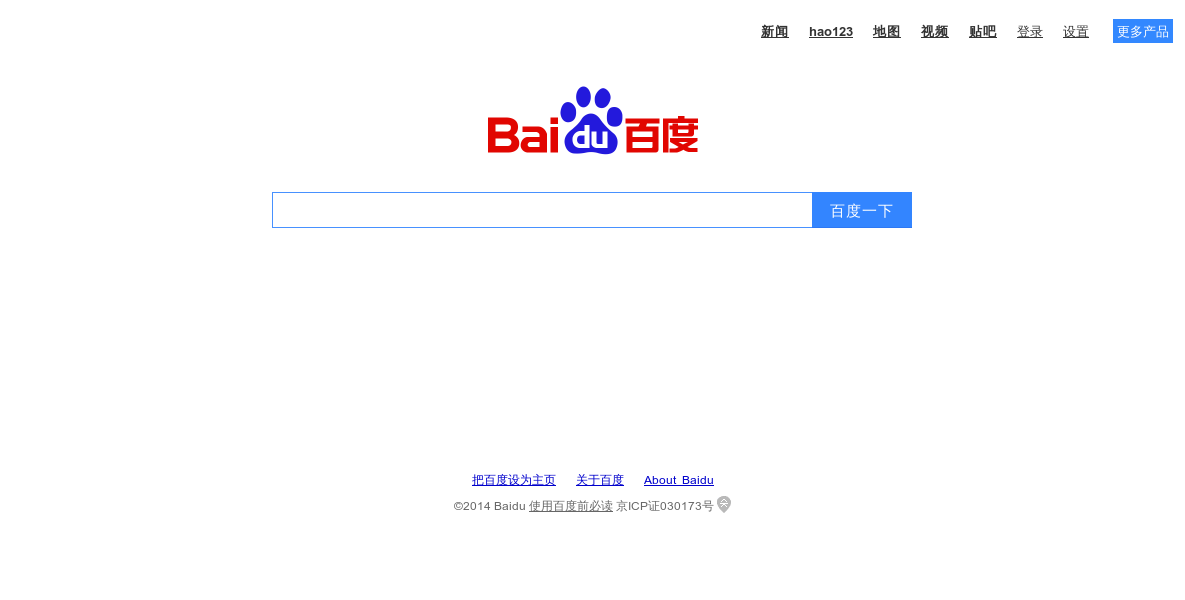 新闻 hao123 地图 视频 贴吧 登录 设置 更多产品
Bai du 百度
百度一下
把百度设为主页 关于百度 About Baidu
©2014 Baidu 使用百度前必读 京ICP证030173号